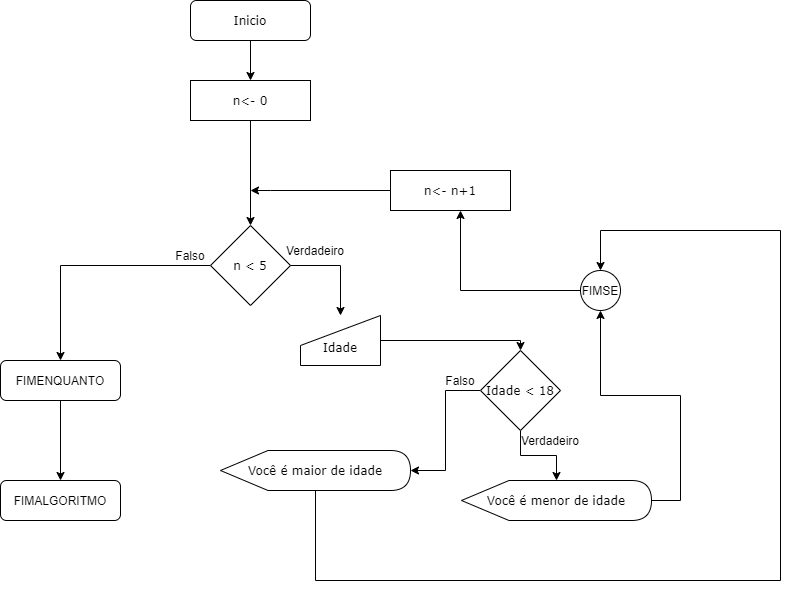 Inicio
n<- 0
n<- n+1
Falso
Verdadeiro
n < 5
FIMSE
Idade
FIMENQUANTO
Falso
Idade < 18
Verdadeiro
Você é maior de idade
Você é menor de idade
FIMALGORITMO